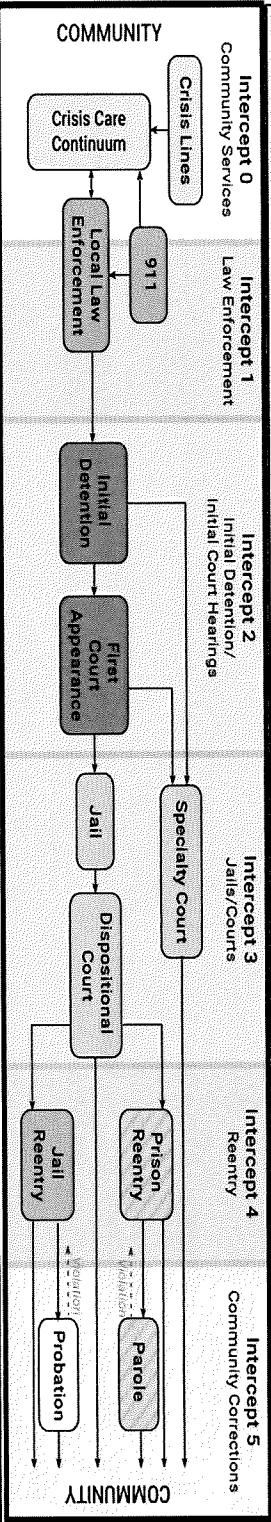 COMMUNITY
Intercept 0
Community Services
Crisis Lines
Crisis Care
Continuum
Intercept 1
Law Enforcement
911
Local Law
Enforcement
Intercept 2
Initial Detention/
Initial Court Hearings
Initial
Detention
First
Court
Appearance
Intercept 3
Jails/Courts
Specialty Court
Jail
Dispositional
Court
Intercept 4
Reentry
Prison
Reentry
Jail
Reentry
Intercept 5
Community Corrections
Violation
Parole
Violation
Probation
COMMUNITY